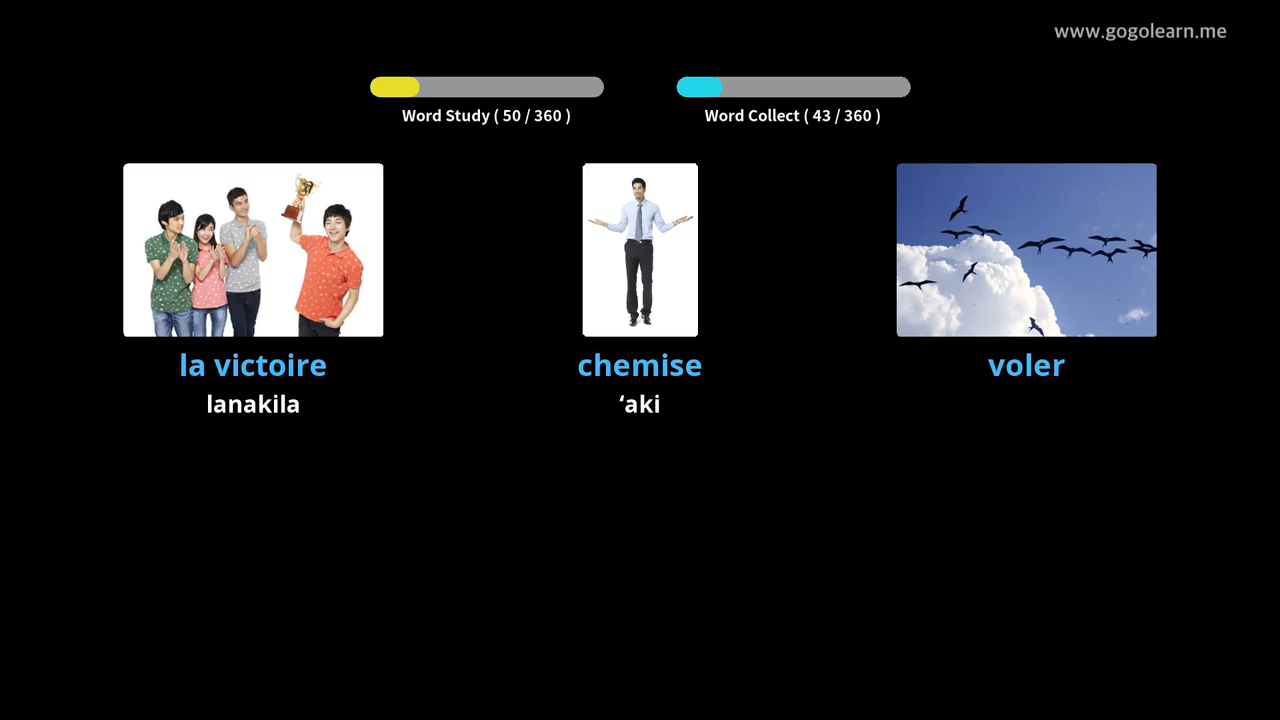 www.gogolearn.me
Word Study ( 50 / 360 )
Word Collect ( 43 / 360 )
la victoire
lanakila
chemise
ʻaki
voler